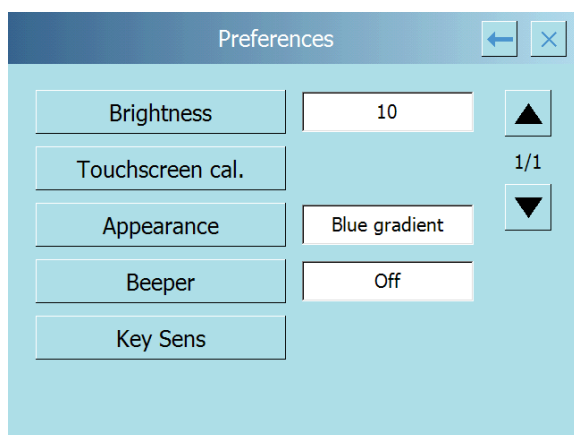 Preferences
Brightness 10
Touchscreen cal. 1/1
Appearance Blue gradient
Beeper Off
Key Sens